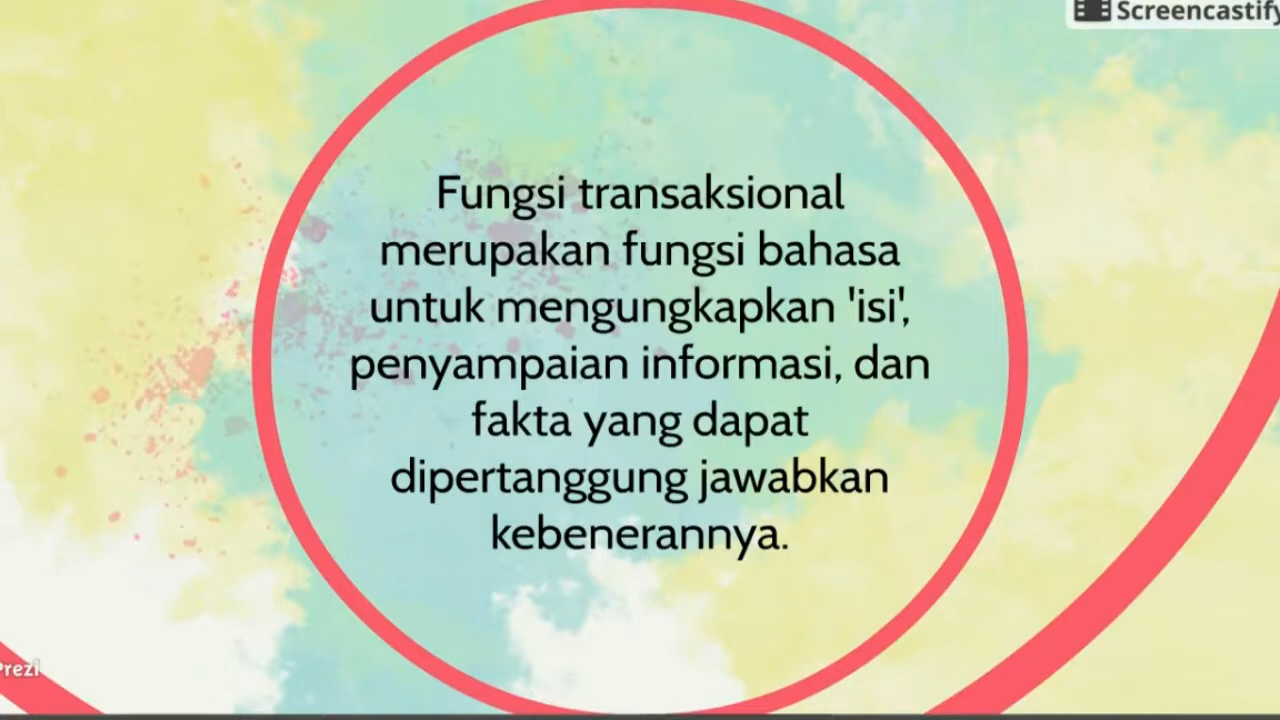 Screencastify
Fungsi transaksional
merupakan fungsi bahasa
untuk mengungkapkan 'isi',
penyampaian informasi, dan
fakta yang dapat
dipertanggung jawabkan
kebenerannya.
Prezi